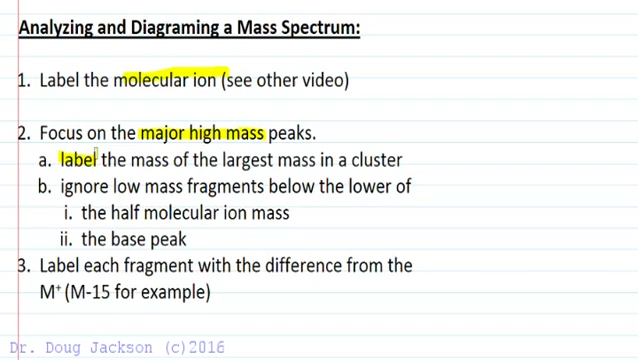 Analyzing and Diagraming a Mass Spectrum:
1. Label the molecular ion (see other video)
2. Focus on the major high mass peaks.
a. label the mass of the largest mass in a cluster
b. ignore low mass fragments below the lower of
i. the half molecular ion mass
ii. the base peak
3. Label each fragment with the difference from the
M⁺ (M-15 for example)
Dr. Doug Jackson (c)2016